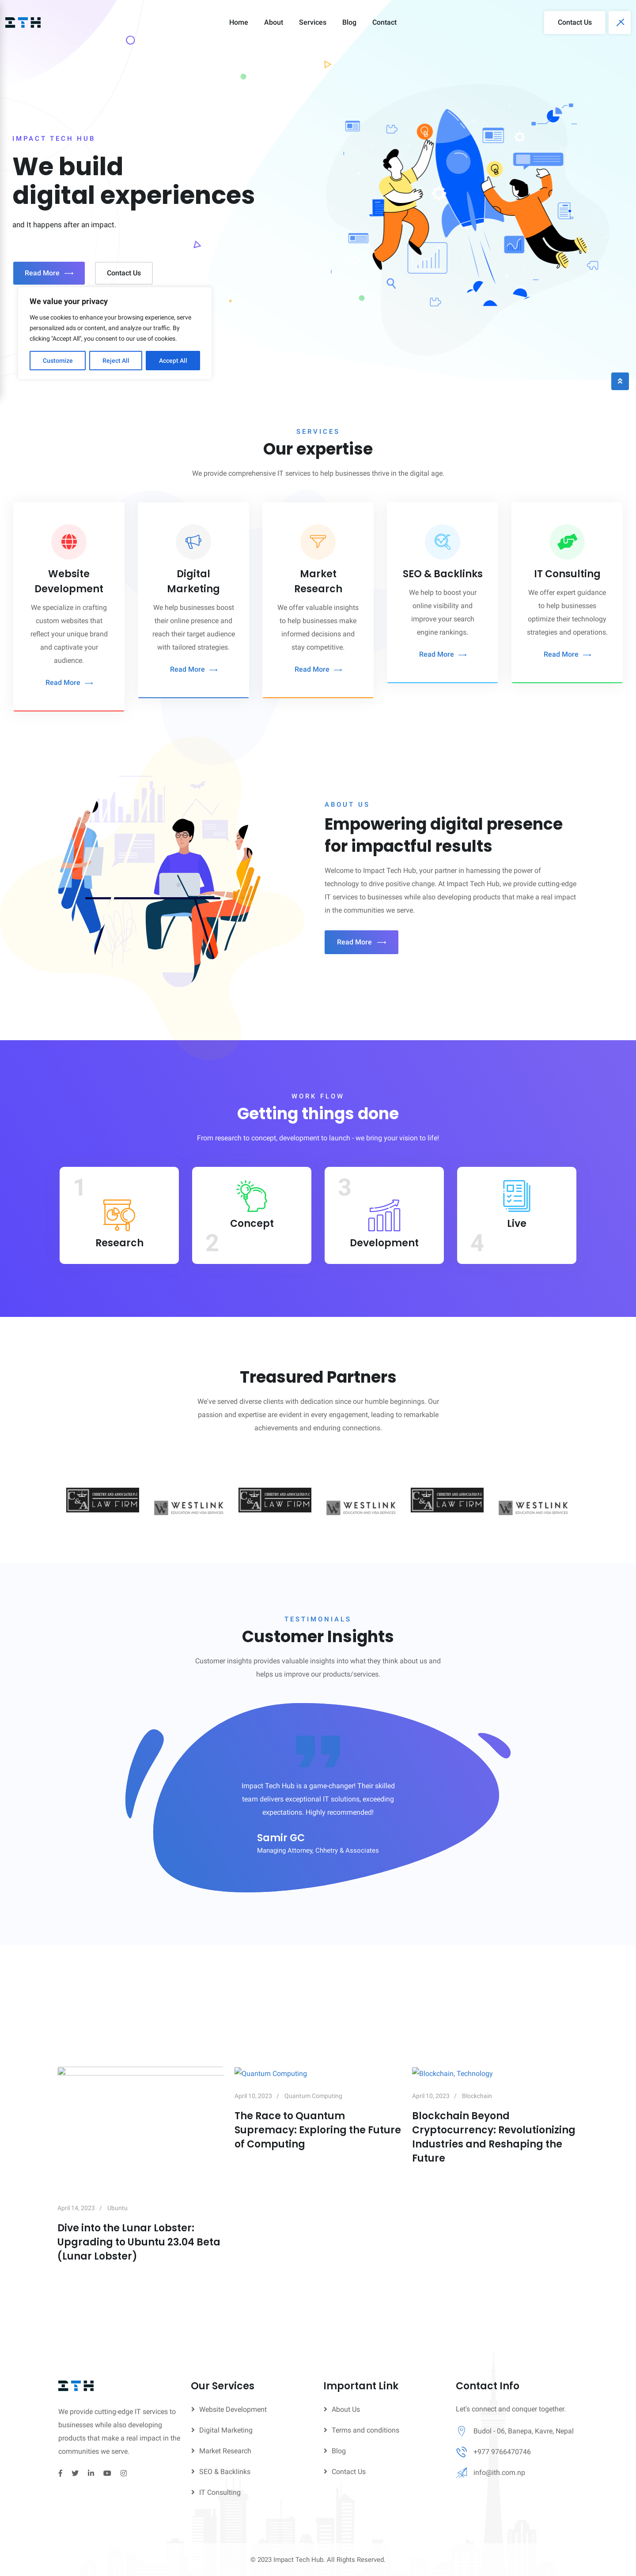 ITH
Home
About
Services
Blog
Contact
Contact Us
IMPACT TECH HUB
We build
digital experiences
and It happens after an impact.
Read More
Contact Us
We value your privacy
We use cookies to enhance your browsing experience, serve
personalized ads or content, and analyze our traffic. By
clicking "Accept All", you consent to our use of cookies.
Customize
Reject All
Accept All
SERVICES
Our expertise
We provide comprehensive IT services to help businesses thrive in the digital age.
Website
Development
We specialize in crafting
custom websites that
reflect your unique brand
and captivate your
audience.
Read More
Digital
Marketing
We help businesses boost
their online presence and
reach their target audience
with tailored strategies.
Read More
Market
Research
We offer valuable insights
to help businesses make
informed decisions and
stay competitive.
Read More
SEO & Backlinks
We help to boost your
online visibility and
improve your search
engine rankings.
Read More
IT Consulting
We offer expert guidance
to help businesses
optimize their technology
strategies and operations.
Read More
ABOUT US
Empowering digital presence
for impactful results
Welcome to Impact Tech Hub, your partner in harnessing the power of
technology to drive positive change. At Impact Tech Hub, we provide cutting-edge
IT services to businesses while also developing products that make a real impact
in the communities we serve.
Read More
WORK FLOW
Getting things done
From research to concept, development to launch - we bring your vision to life!
1
Research
Concept
2
3
Development
Live
4
Treasured Partners
We've served diverse clients with dedication since our humble beginnings. Our
passion and expertise are evident in every engagement, leading to remarkable
achievements and enduring connections.
C&A
CHHETRY AND ASSOCIATES P.C
LAW FIRM
WESTLINK
EDUCATION AND VISA SERVICES
C&A
CHHETRY AND ASSOCIATES P.C
LAW FIRM
WESTLINK
EDUCATION AND VISA SERVICES
C&A
CHHETRY AND ASSOCIATES P.C
LAW FIRM
WESTLINK
EDUCATION AND VISA SERVICES
TESTIMONIALS
Customer Insights
Customer insights provides valuable insights into what they think about us and
helps us improve our products/services.
Impact Tech Hub is a game-changer! Their skilled
team delivers exceptional IT solutions, exceeding
expectations. Highly recommended!
Samir GC
Managing Attorney, Chhetry & Associates
April 14, 2023 / Ubuntu
Dive into the Lunar Lobster:
Upgrading to Ubuntu 23.04 Beta
(Lunar Lobster)
Quantum Computing
April 10, 2023 / Quantum Computing
The Race to Quantum
Supremacy: Exploring the Future
of Computing
Blockchain, Technology
April 10, 2023 / Blockchain
Blockchain Beyond
Cryptocurrency: Revolutionizing
Industries and Reshaping the
Future
ITH
We provide cutting-edge IT services to
businesses while also developing
products that make a real impact in the
communities we serve.
Our Services
Website Development
Digital Marketing
Market Research
SEO & Backlinks
IT Consulting
Important Link
About Us
Terms and conditions
Blog
Contact Us
Contact Info
Let's connect and conquer together.
Budol - 06, Banepa, Kavre, Nepal
+977 9766470746
info@ith.com.np
© 2023 Impact Tech Hub. All Rights Reserved.